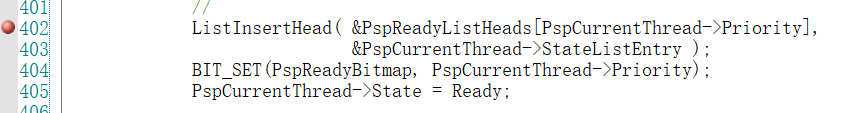 401 //
402 ListInsertHead( &PspReadyListHeads[PspCurrentThread->Priority],
403 &PspCurrentThread->StateListEntry );
404 BIT_SET(PspReadyBitmap, PspCurrentThread->Priority);
405 PspCurrentThread->State = Ready;
406